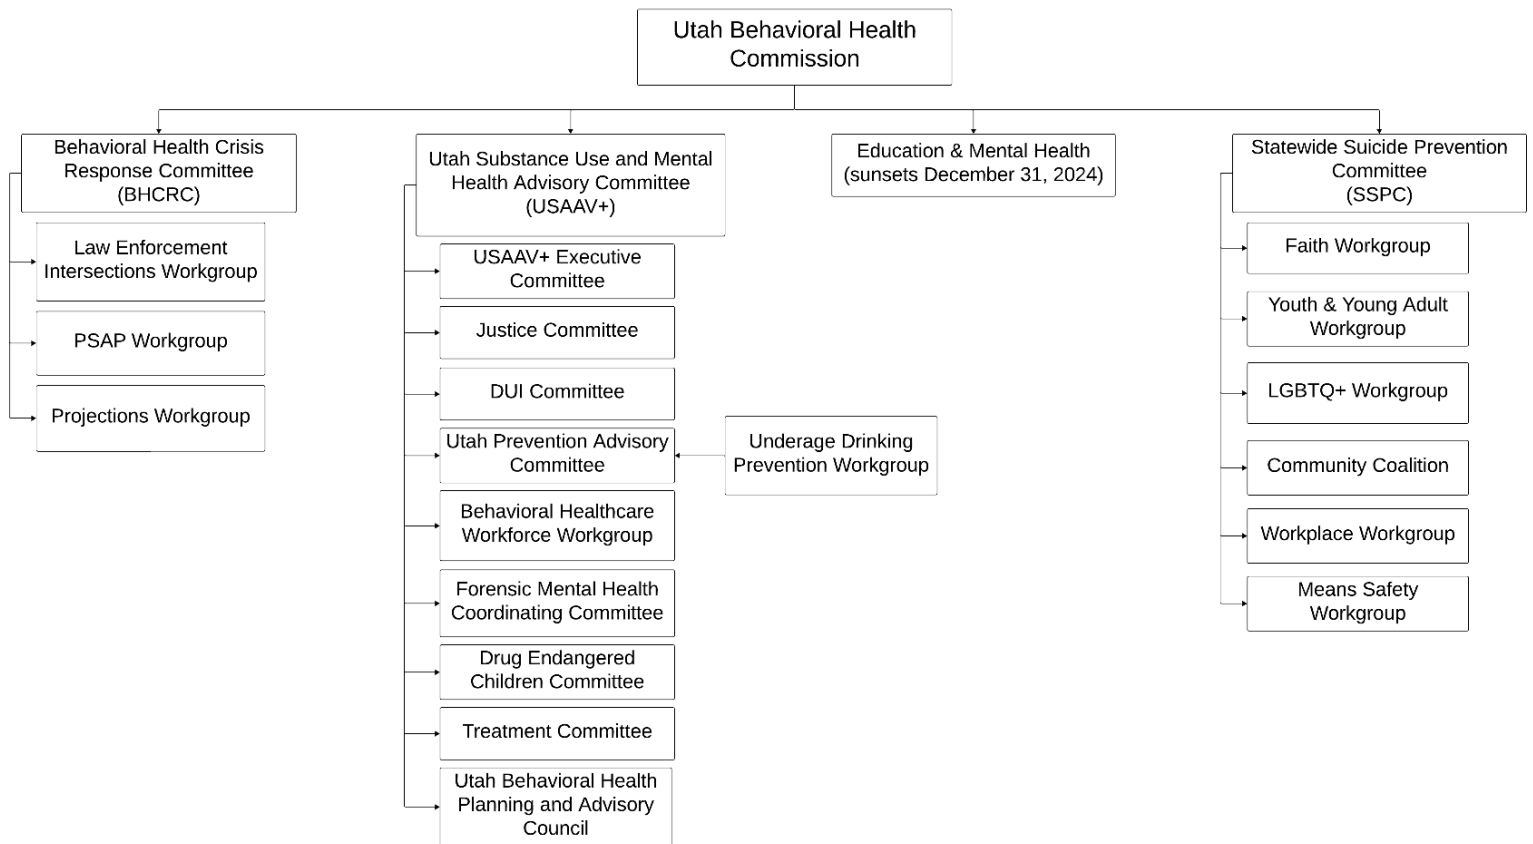 Utah Behavioral Health
Commission
Behavioral Health Crisis
Response Committee
(BHCRC)
Law Enforcement
Intersections Workgroup
PSAP Workgroup
Projections Workgroup
Utah Substance Use and Mental
Health Advisory Committee
(USAAV+)
USAAV+ Executive
Committee
Justice Committee
DUI Committee
Utah Prevention Advisory
Committee
Underage Drinking
Prevention Workgroup
Behavioral Healthcare
Workforce Workgroup
Forensic Mental Health
Coordinating Committee
Drug Endangered
Children Committee
Treatment Committee
Utah Behavioral Health
Planning and Advisory
Council
Education & Mental Health
(sunsets December 31, 2024)
Statewide Suicide Prevention
Committee
(SSPC)
Faith Workgroup
Youth & Young Adult
Workgroup
LGBTQ+ Workgroup
Community Coalition
Workplace Workgroup
Means Safety
Workgroup